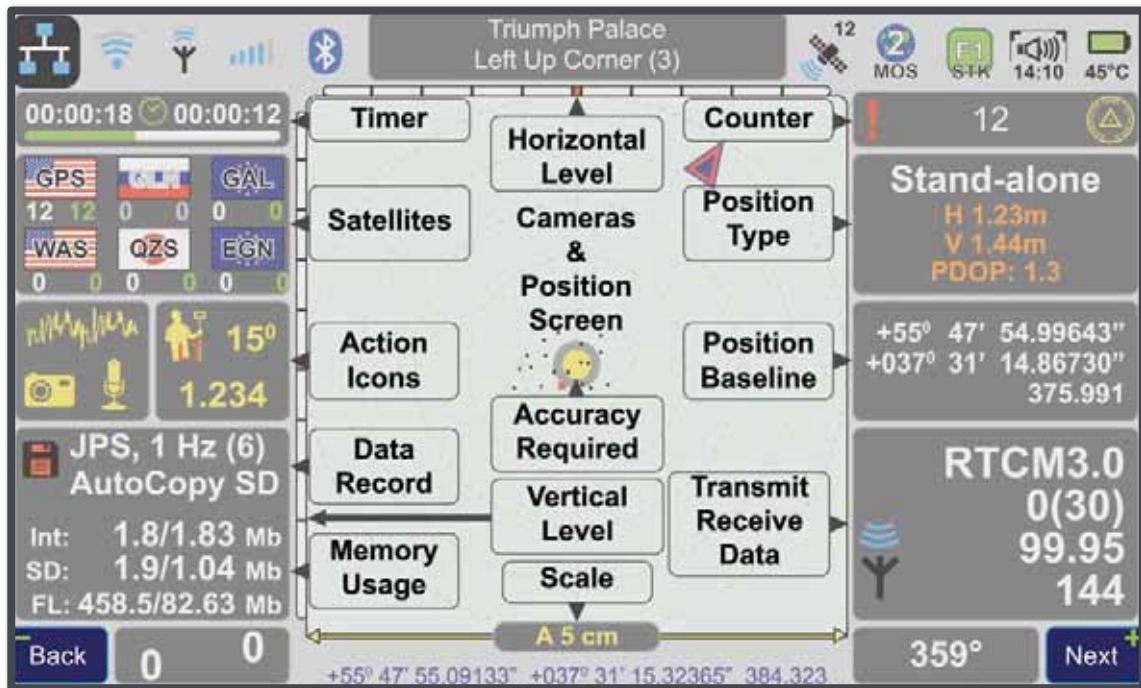 Triumph Palace
Left Up Corner (3)
12
2
MOS
F1
STK
14:10
45°C
00:00:18 00:00:12
Timer
Horizontal
Level
Counter
! 12
GPS GLN GAL
12 12 0 0 0 0
WAS QZS EGN
0 0 0 0 0 0
Satellites
Cameras
&
Position
Screen
Position
Type
Stand-alone
H 1.23m
V 1.44m
PDOP: 1.3
15⁰
1.234
Action
Icons
Position
Baseline
+55⁰ 47' 54.99643"
+037⁰ 31' 14.86730"
375.991
Accuracy
Required
JPS, 1 Hz (6)
AutoCopy SD
Int: 1.8/1.83 Mb
SD: 1.9/1.04 Mb
FL: 458.5/82.63 Mb
Data
Record
Vertical
Level
Memory
Usage
Scale
Transmit
Receive
Data
RTCM3.0
0(30)
99.95
144
- Back
0 0
A 5 cm
+55⁰ 47' 55.09133" +037⁰ 31' 15.32365" 384.323
359°
Next +